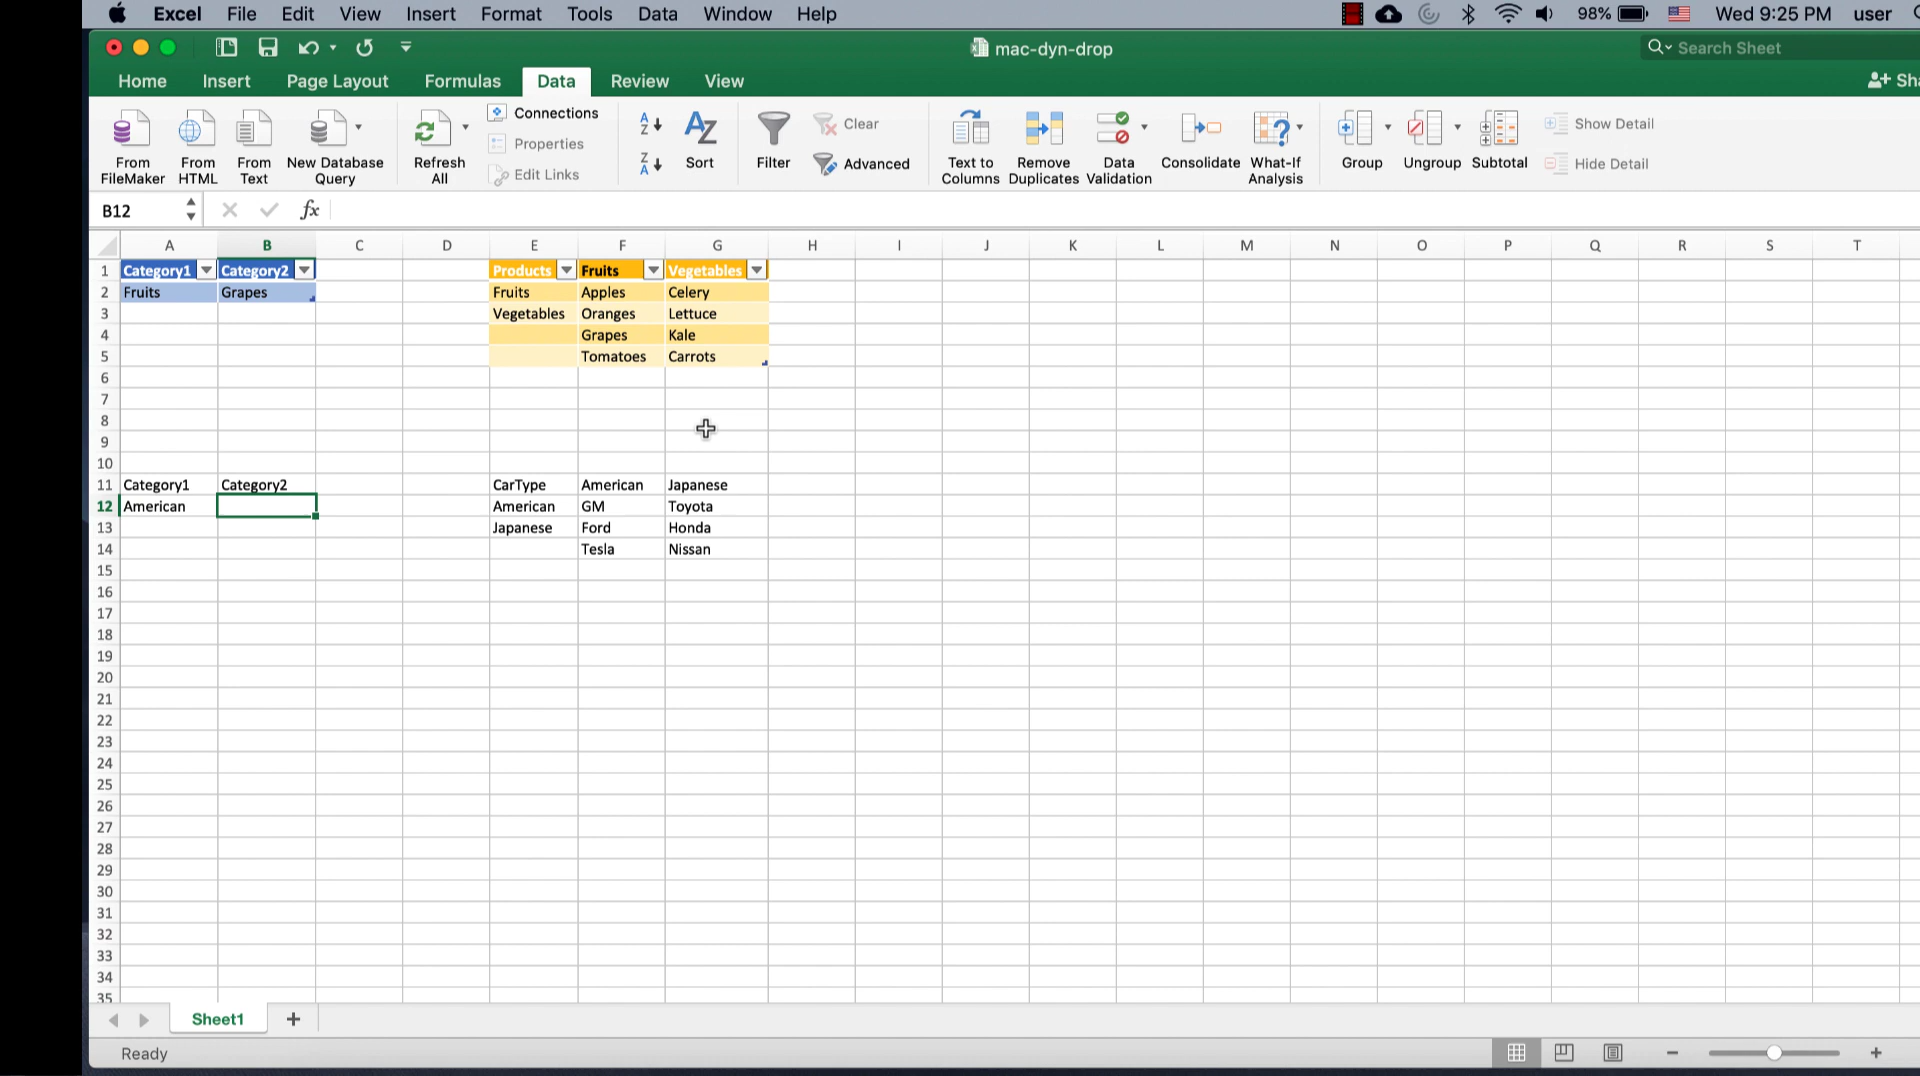 Excel File Edit View Insert Format Tools Data Window Help 98% Wed 9:25 PM user
mac-dyn-drop Search Sheet
Home Insert Page Layout Formulas Data Review View
From FileMaker From HTML From Text New Database Query Refresh All Connections Properties Edit Links Sort Filter Clear Advanced Text to Columns Remove Duplicates Data Validation Consolidate What-If Analysis Group Ungroup Subtotal Show Detail Hide Detail
B12 fx
A B C D E F G H I J K L M N O P Q R S T
1 Category1 Category2 Products Fruits Vegetables
2 Fruits Grapes Fruits Apples Celery
3 Vegetables Oranges Lettuce
4 Grapes Kale
5 Tomatoes Carrots
6
7
8
9
10
11 Category1 Category2 CarType American Japanese
12 American American GM Toyota
13 Japanese Ford Honda
14 Tesla Nissan
15
16
17
18
19
20
21
22
23
24
25
26
27
28
29
30
31
32
33
34
35
Sheet1
Ready